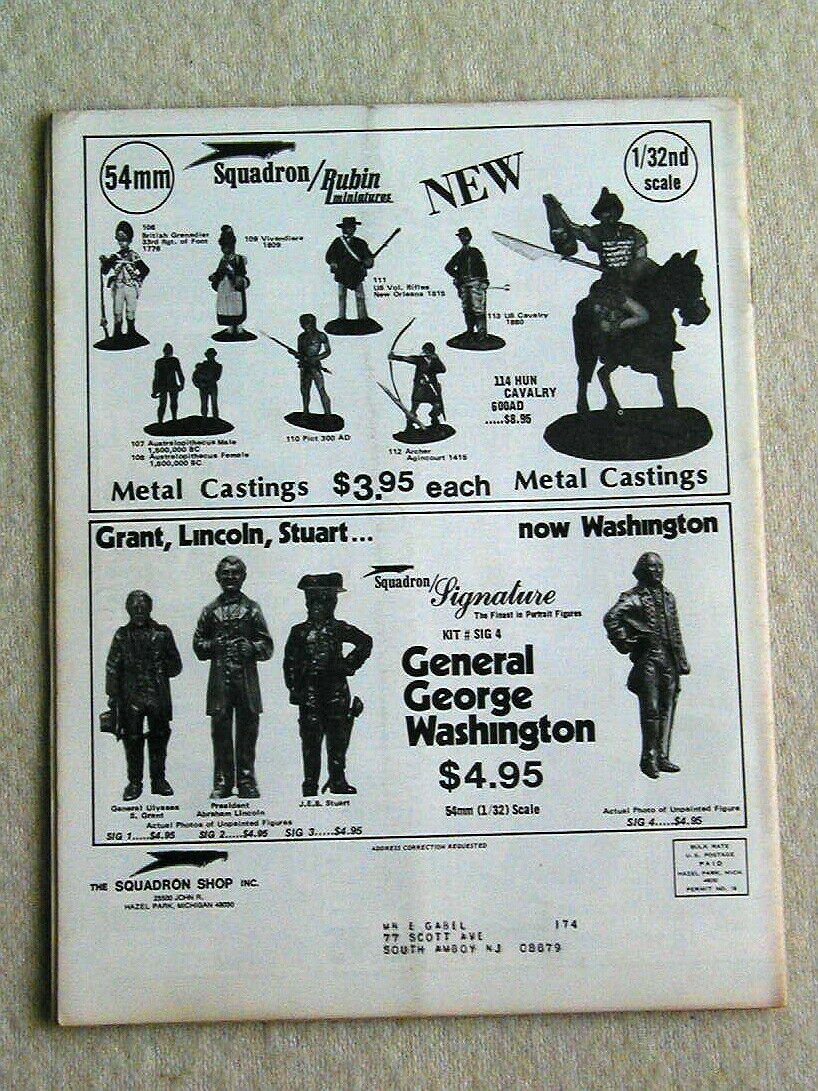 54mm
Squadron/Rubin
miniatures
NEW
1/32nd
scale
106
British Grenadier
33rd Rgt. of Foot
1776
109 Vivandiere
1809
111
US Vol. Rifles
New Orleans 1815
113 US Cavalry
1880
107 Australopithecus Male
1,500,000 BC
108 Australopithecus Female
1,500,000 BC
110 Pict 300 AD
112 Archer
Agincourt 1415
114 HUN
CAVALRY
600AD
.....$8.95
Metal Castings $3.95 each Metal Castings
Grant, Lincoln, Stuart... now Washington
Squadron/Signature
The Finest in Portrait Figures
KIT # SIG 4
General
George
Washington
$4.95
54mm (1/32) Scale
General Ulysses
S. Grant
President
Abraham Lincoln
J.E.B. Stuart
Actual Photos of Unpainted Figures
SIG 1.....$4.95 SIG 2.....$4.95 SIG 3.....$4.95
Actual Photo of Unpainted Figure
SIG 4.....$4.95
ADDRESS CORRECTION REQUESTED
THE SQUADRON SHOP INC.
23500 JOHN R.
HAZEL PARK, MICHIGAN 48030
BULK RATE
U.S. POSTAGE
PAID
HAZEL PARK, MICH.
PERMIT NO.
MR E GABEL 174
77 SCOTT AVE
SOUTH AMBOY NJ 08879